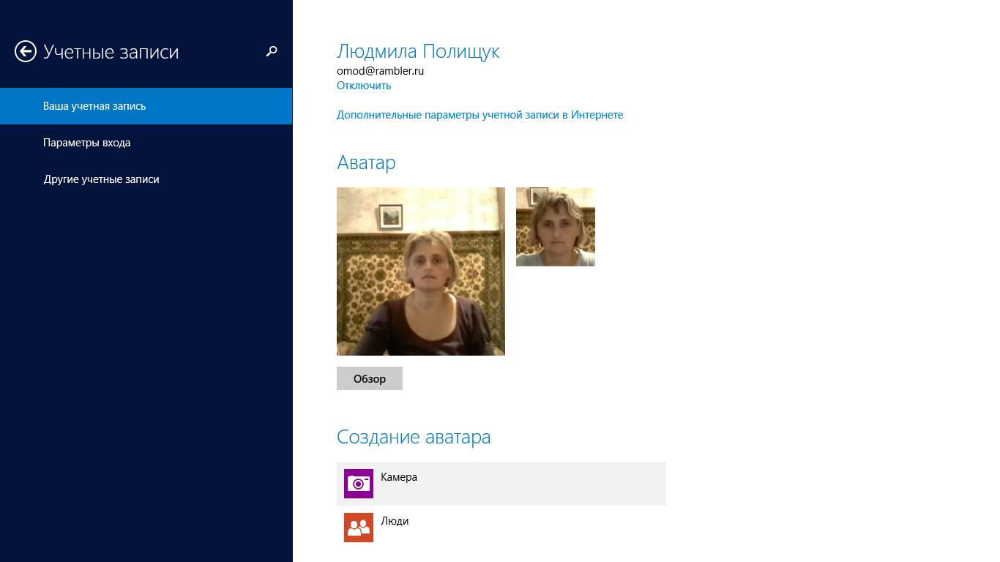 Учетные записи
Ваша учетная запись
Параметры входа
Другие учетные записи
Людмила Полищук
omod@rambler.ru
Отключить
Дополнительные параметры учетной записи в Интернете
Аватар
Обзор
Создание аватара
Камера
Люди